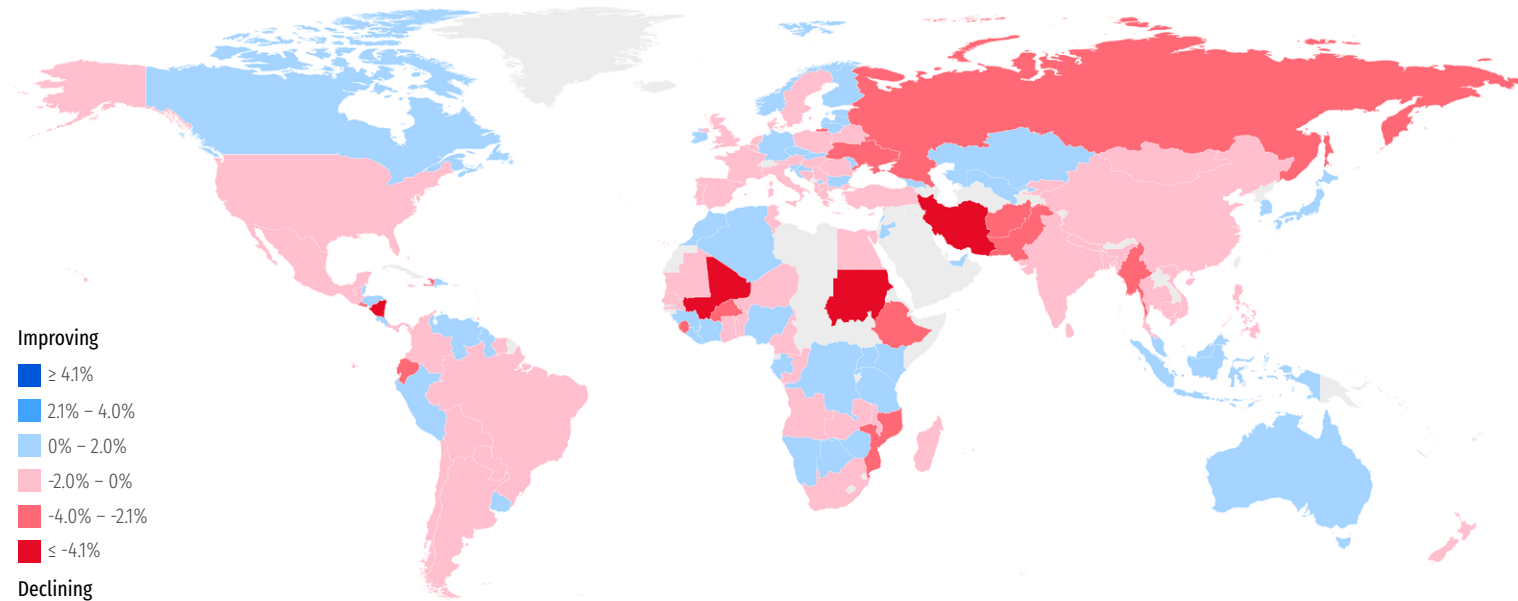 Improving
≥ 4.1%
2.1% – 4.0%
0% – 2.0%
-2.0% – 0%
-4.0% – -2.1%
≤ -4.1%
Declining